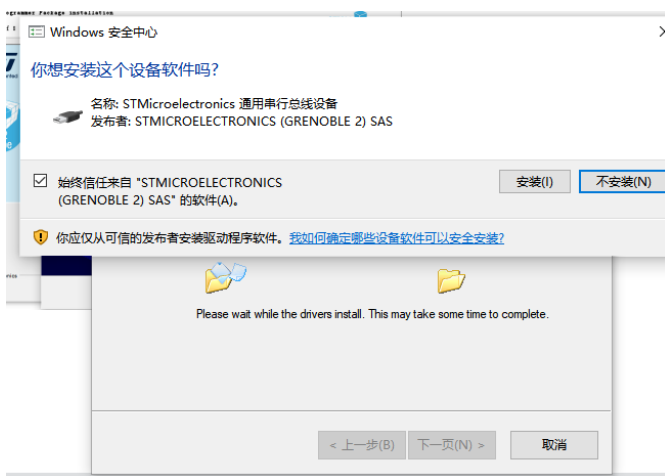 Programmer Package Installation
Windows 安全中心
你想安装这个设备软件吗?
名称: STMicroelectronics 通用串行总线设备
发布者: STMICROELECTRONICS (GRENOBLE 2) SAS
始终信任来自 "STMICROELECTRONICS
(GRENOBLE 2) SAS" 的软件(A)。
安装(I)
不安装(N)
你应仅从可信的发布者安装驱动程序软件。我如何确定哪些设备软件可以安全安装?
Please wait while the drivers install. This may take some time to complete.
< 上一步(B)
下一页(N) >
取消